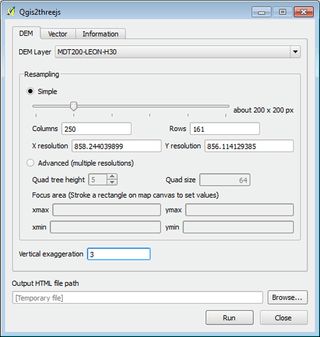 Qgis2threejs
DEM Vector Information
DEM Layer MDT200-LEON-H30
Resampling
Simple
about 200 x 200 px
Columns 250 Rows 161
X resolution 858.244039899 Y resolution 856.114129385
Advanced (multiple resolutions)
Quad tree height 5 Quad size 64
Focus area (Stroke a rectangle on map canvas to set values)
xmax ymax
xmin ymin
Vertical exaggeration 3
Output HTML file path
[Temporary file] Browse...
Run Close